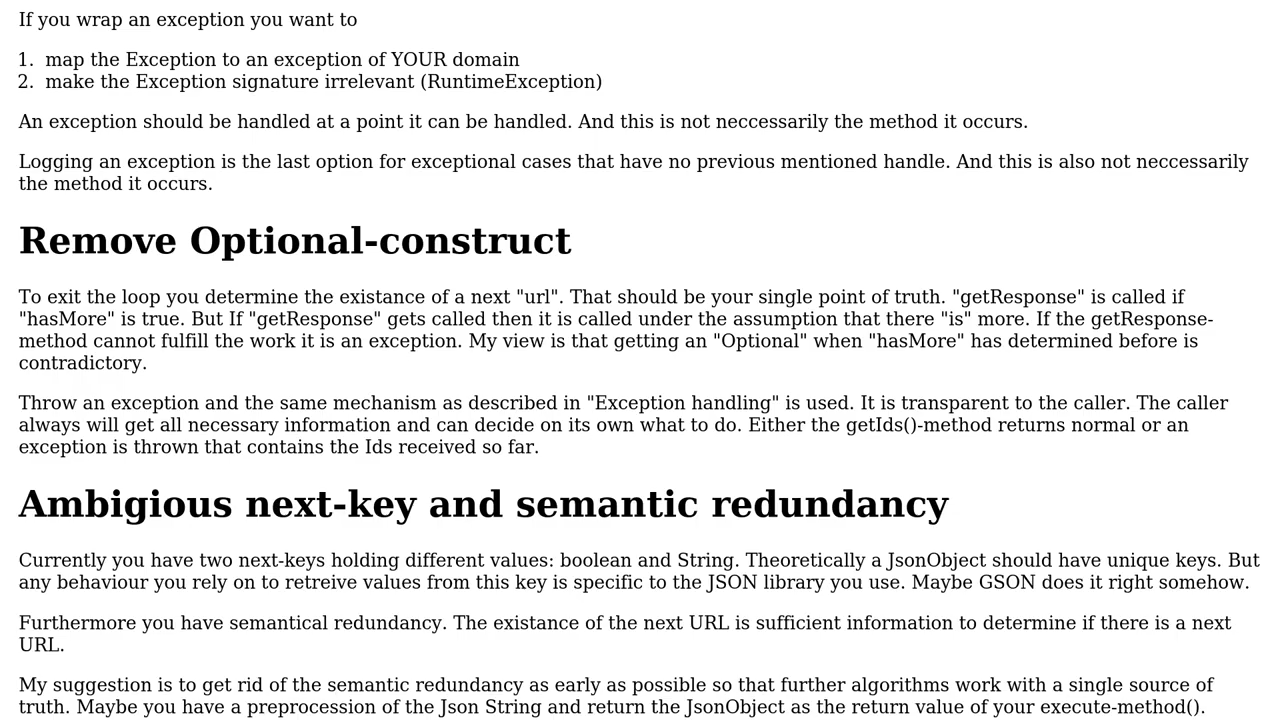 If you wrap an exception you want to
1. map the Exception to an exception of YOUR domain
2. make the Exception signature irrelevant (RuntimeException)
An exception should be handled at a point it can be handled. And this is not neccessarily the method it occurs.
Logging an exception is the last option for exceptional cases that have no previous mentioned handle. And this is also not neccessarily
the method it occurs.
Remove Optional-construct
To exit the loop you determine the existance of a next "url". That should be your single point of truth. "getResponse" is called if
"hasMore" is true. But If "getResponse" gets called then it is called under the assumption that there "is" more. If the getResponse-
method cannot fulfill the work it is an exception. My view is that getting an "Optional" when "hasMore" has determined before is
contradictory.
Throw an exception and the same mechanism as described in "Exception handling" is used. It is transparent to the caller. The caller
always will get all necessary information and can decide on its own what to do. Either the getIds()-method returns normal or an
exception is thrown that contains the Ids received so far.
Ambigious next-key and semantic redundancy
Currently you have two next-keys holding different values: boolean and String. Theoretically a JsonObject should have unique keys. But
any behaviour you rely on to retreive values from this key is specific to the JSON library you use. Maybe GSON does it right somehow.
Furthermore you have semantical redundancy. The existance of the next URL is sufficient information to determine if there is a next
URL.
My suggestion is to get rid of the semantic redundancy as early as possible so that further algorithms work with a single source of
truth. Maybe you have a preprocession of the Json String and return the JsonObject as the return value of your execute-method().